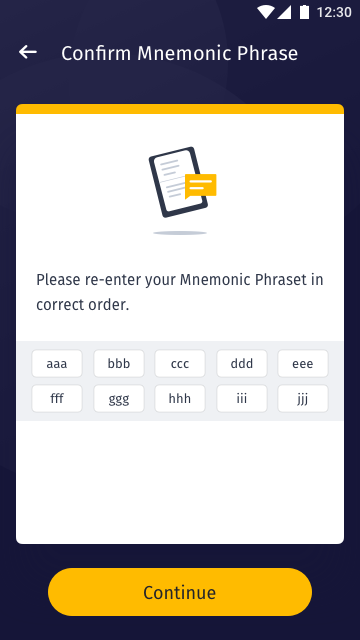 12:30
Confirm Mnemonic Phrase
Please re-enter your Mnemonic Phraset in
correct order.
aaa bbb ccc ddd eee
fff ggg hhh iii jjj
Continue